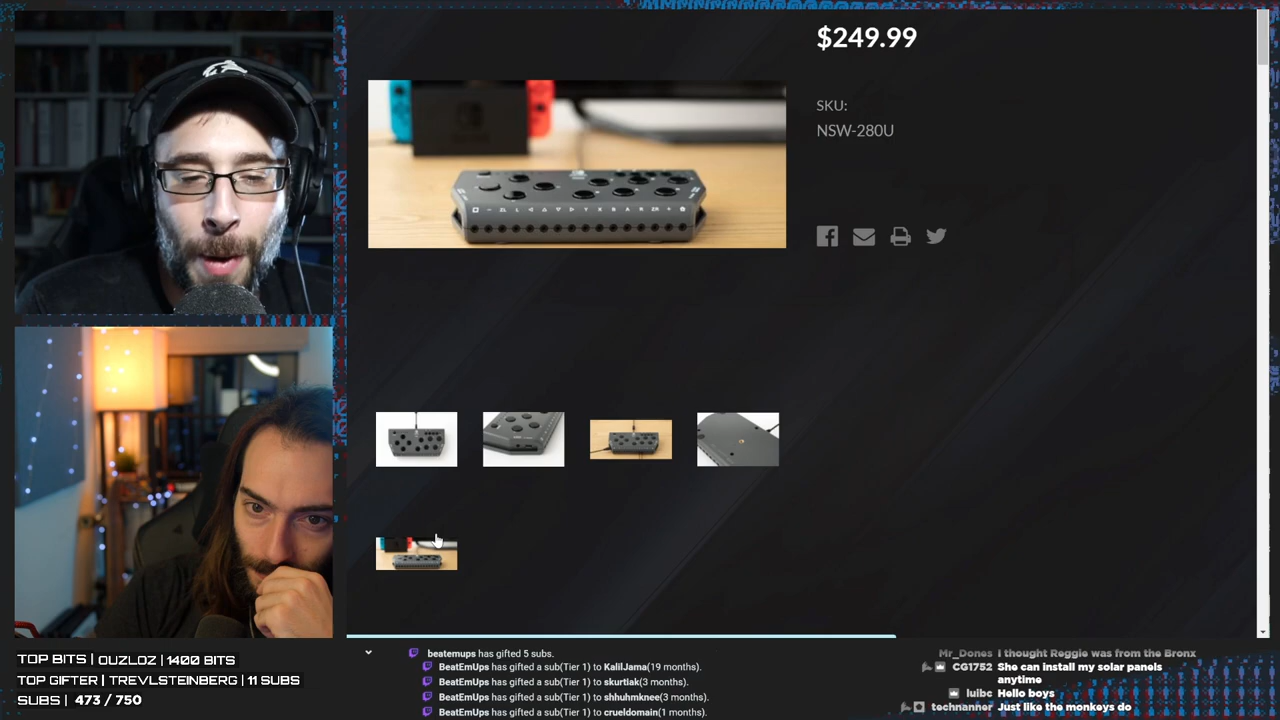 $249.99
SKU:
NSW-280U
TOP BITS | OUZLOZ | 1400 BITS
TOP GIFTER | TREVLSTEINBERG | 11 SUBS
SUBS | 473 / 750
beatemups has gifted 5 subs.
BeatEmUps has gifted a sub(Tier 1) to KalilJama(19 months).
BeatEmUps has gifted a sub(Tier 1) to skurtiak(3 months).
BeatEmUps has gifted a sub(Tier 1) to shhuhmknee(3 months).
BeatEmUps has gifted a sub(Tier 1) to crueldomain(1 months).
Mr_Dones I thought Reggie was from the Bronx
CG1752 She can install my solar panels
anytime
luibc Hello boys
technanner Just like the monkeys do